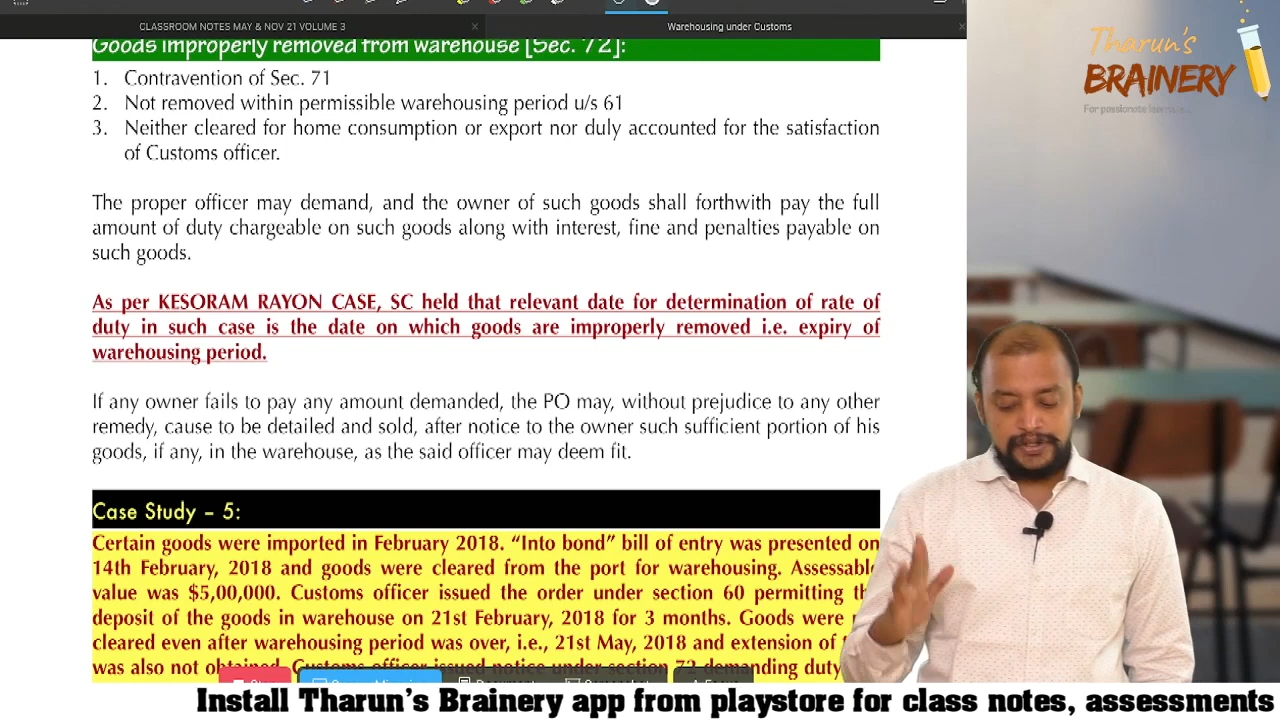 CLASSROOM NOTES MAY & NOV 21 VOLUME 3
Warehousing under Customs
Tharun's
BRAINERY
For passionate learners...
Goods improperly removed from warehouse [Sec. 72]:
1. Contravention of Sec. 71
2. Not removed within permissible warehousing period u/s 61
3. Neither cleared for home consumption or export nor duly accounted for the satisfaction
of Customs officer.
The proper officer may demand, and the owner of such goods shall forthwith pay the full
amount of duty chargeable on such goods along with interest, fine and penalties payable on
such goods.
As per KESORAM RAYON CASE, SC held that relevant date for determination of rate of
duty in such case is the date on which goods are improperly removed i.e. expiry of
warehousing period.
If any owner fails to pay any amount demanded, the PO may, without prejudice to any other
remedy, cause to be detailed and sold, after notice to the owner such sufficient portion of his
goods, if any, in the warehouse, as the said officer may deem fit.
Case Study – 5:
Certain goods were imported in February 2018. “Into bond” bill of entry was presented on
14th February, 2018 and goods were cleared from the port for warehousing. Assessable
value was $5,00,000. Customs officer issued the order under section 60 permitting
deposit of the goods in warehouse on 21st February, 2018 for 3 months. Goods were
cleared even after warehousing period was over, i.e., 21st May, 2018 and extension of
was also not obtained. Customs officer issued notice under section 72 demanding duty
Install Tharun's Brainery app from playstore for class notes, assessments